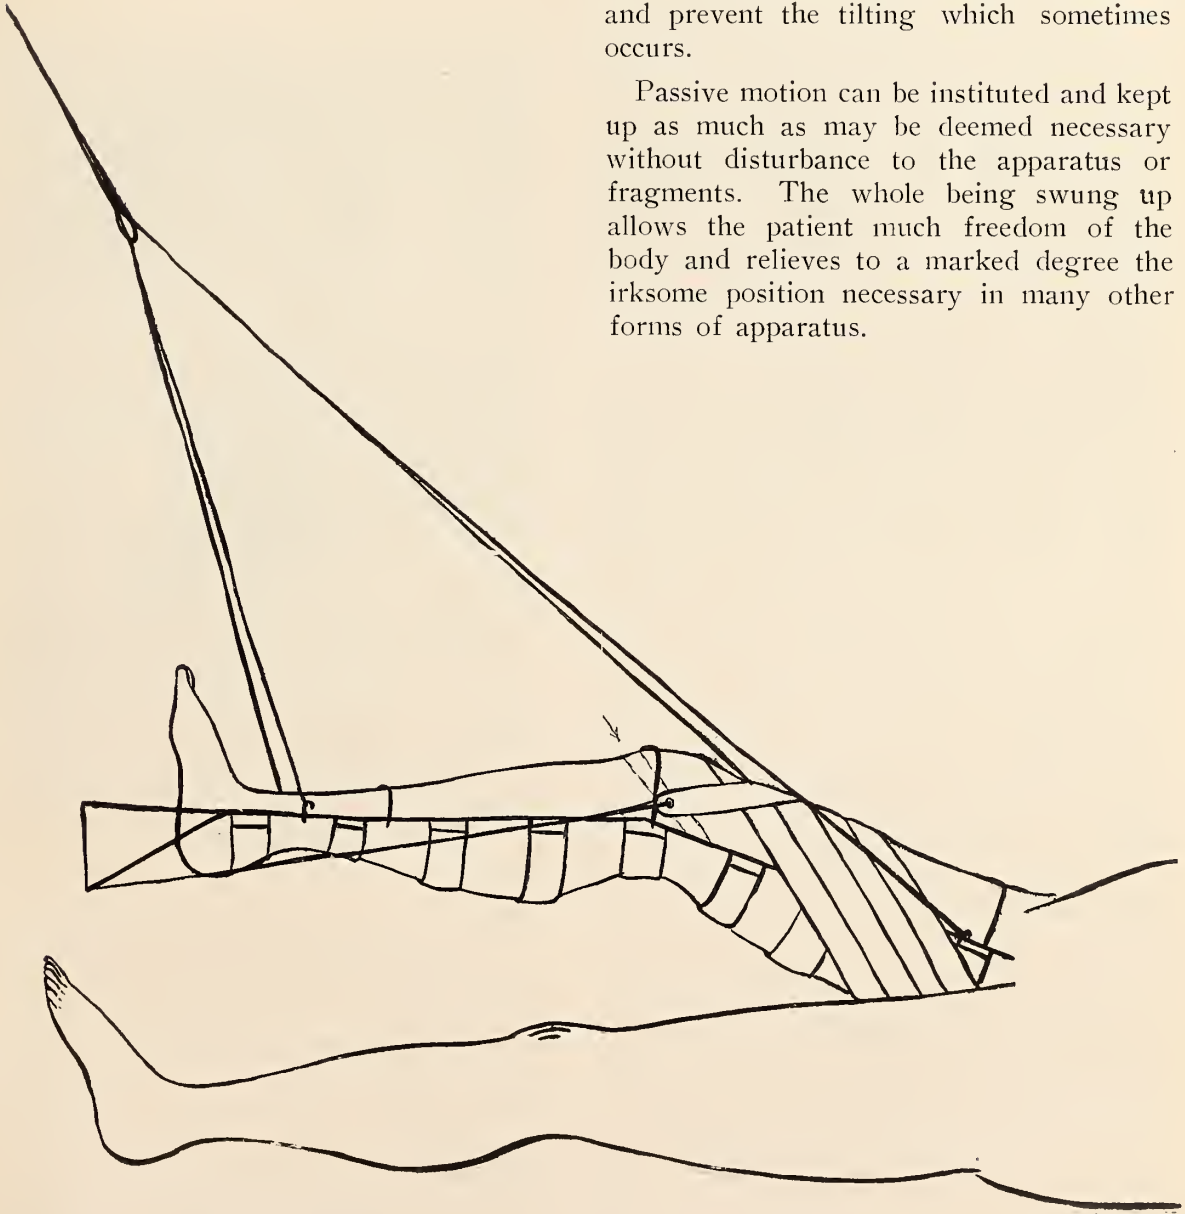 and prevent the tilting which sometimes
occurs.
Passive motion can be instituted and kept
up as much as may be deemed necessary
without disturbance to the apparatus or
fragments. The whole being swung up
allows the patient much freedom of the
body and relieves to a marked degree the
irksome position necessary in many other
forms of apparatus.